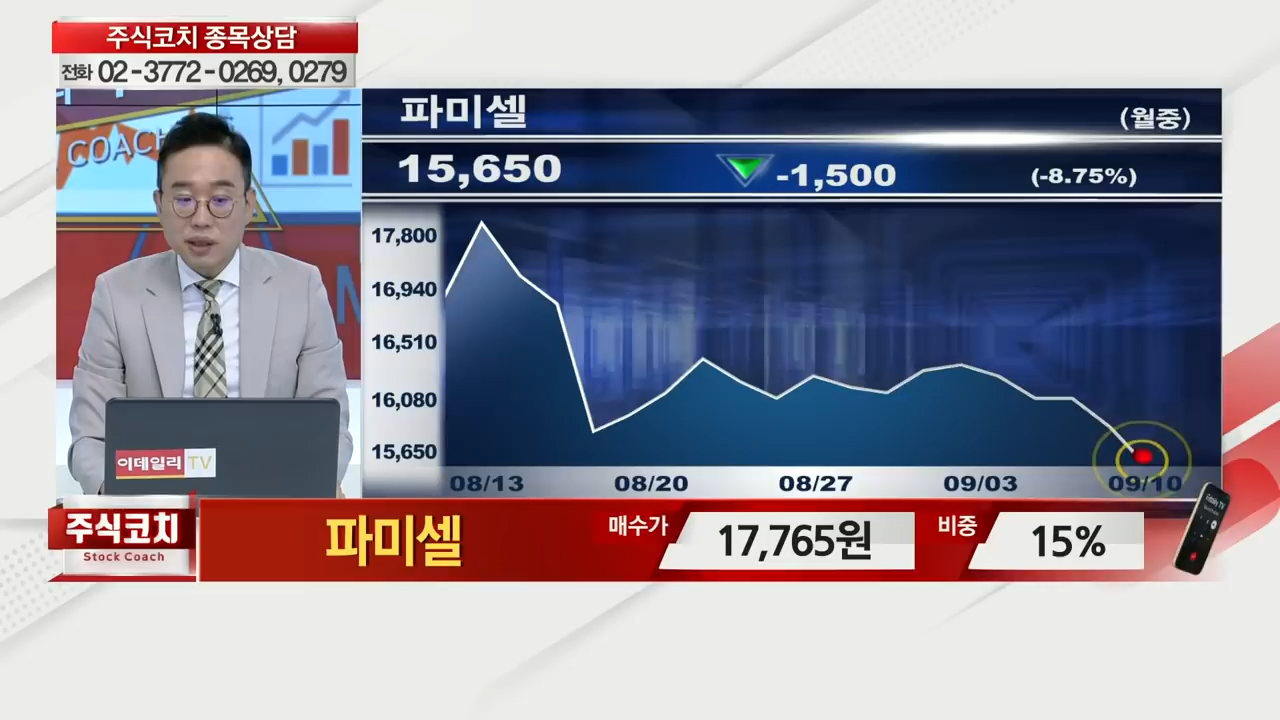 주식코치 종목상담
전화 02-3772-0269, 0279
COACH
파미셀
(월중)
15,650
-1,500
(-8.75%)
17,800
16,940
16,510
16,080
15,650
08/13
08/20
08/27
09/03
09/10
이데일리 TV
주식코치
Stock Coach
파미셀
매수가
17,765원
비중
15%